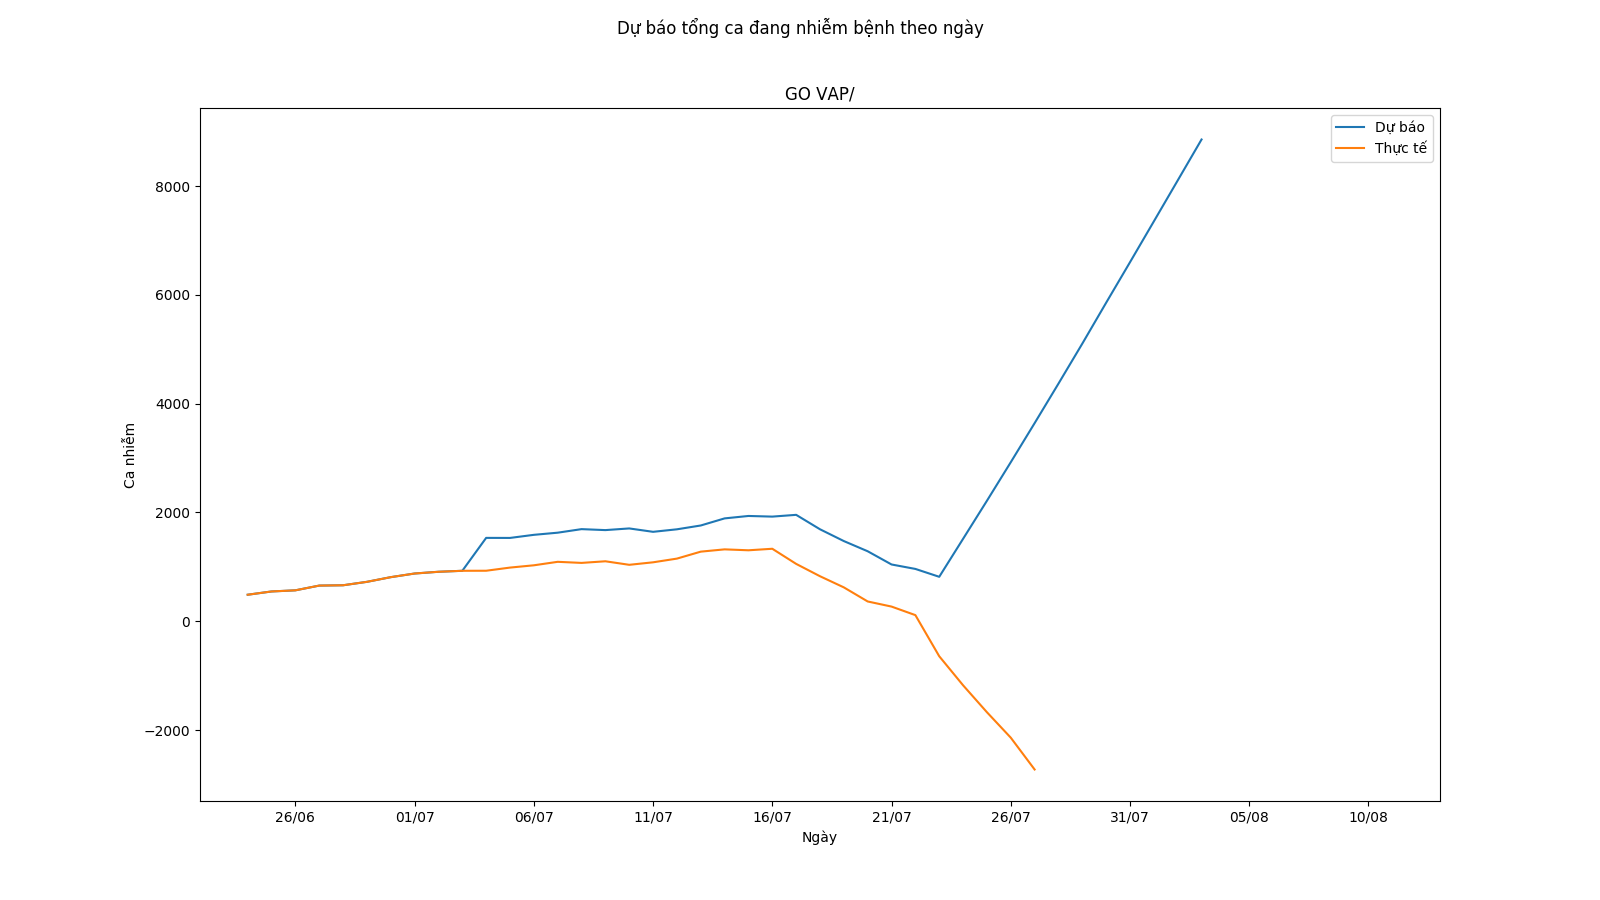 Dự báo tổng ca đang nhiễm bệnh theo ngày
GO VAP/
Dự báo
Thực tế
8000
6000
4000
2000
0
−2000
Ca nhiễm
26/06 01/07 06/07 11/07 16/07 21/07 26/07 31/07 05/08 10/08
Ngày